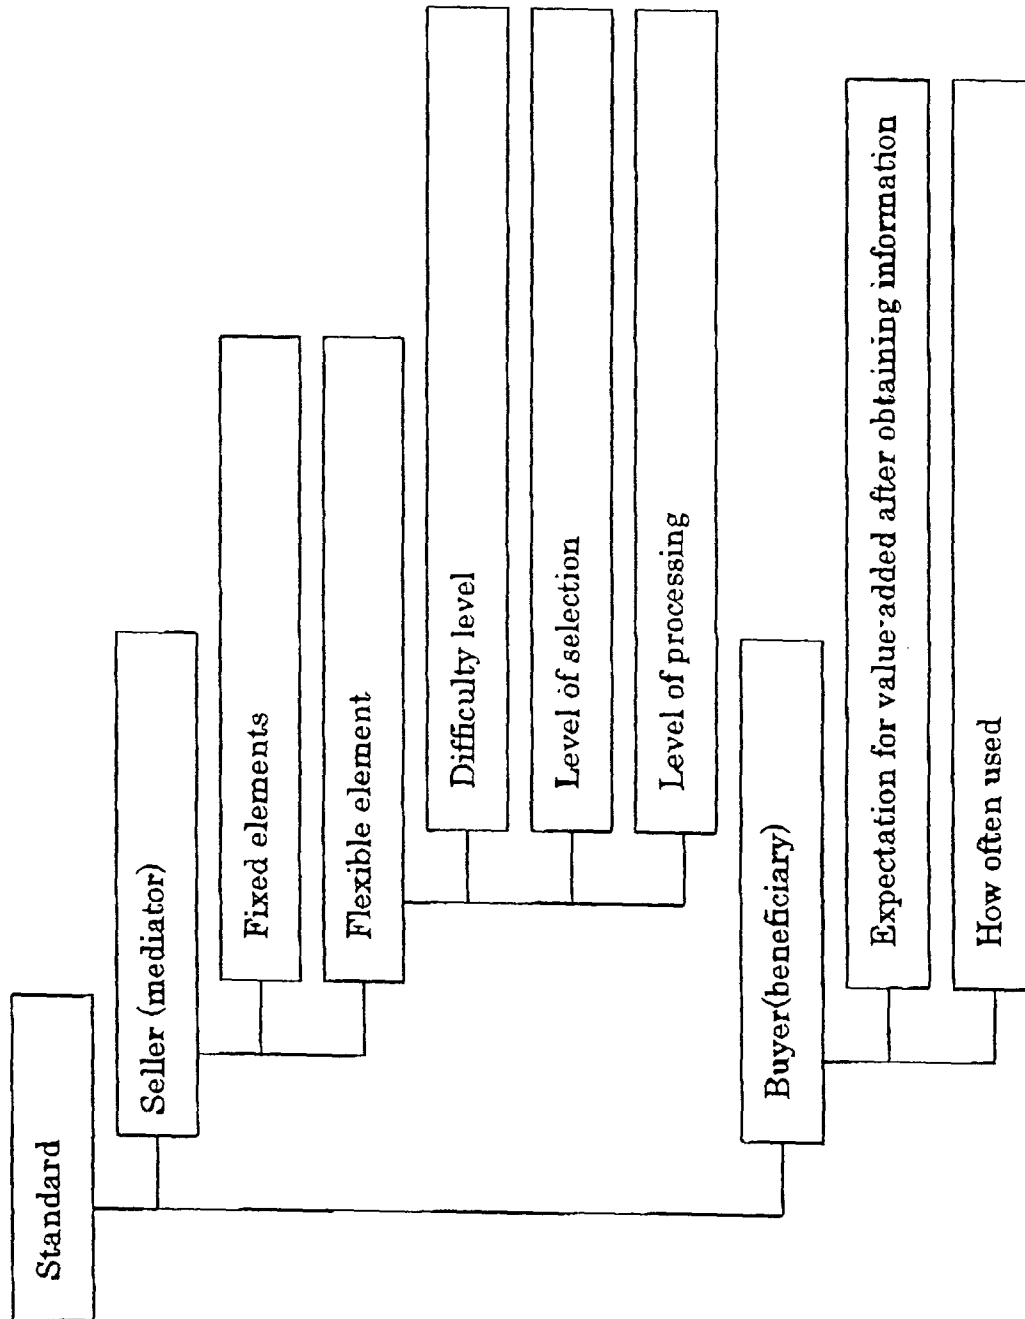 Standard
Seller (mediator)
Fixed elements
Flexible element
Difficulty level
Level of selection
Level of processing
Buyer(beneficiary)
Expectation for value-added after obtaining information
How often used